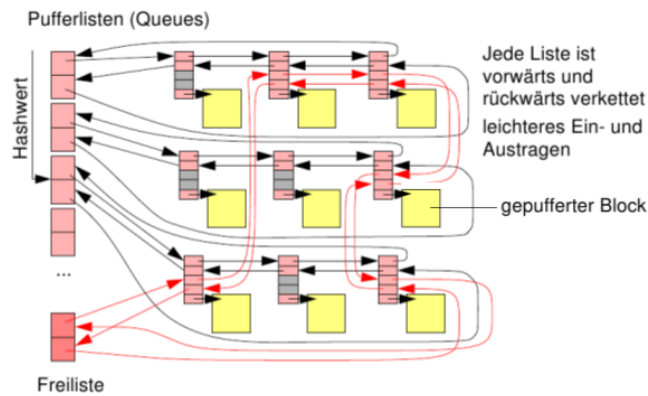 Pufferlisten (Queues)
Jede Liste ist
vorwärts und
rückwärts verkettet
leichteres Ein- und
Austragen
Hashwert
gepufferter Block
...
Freiliste